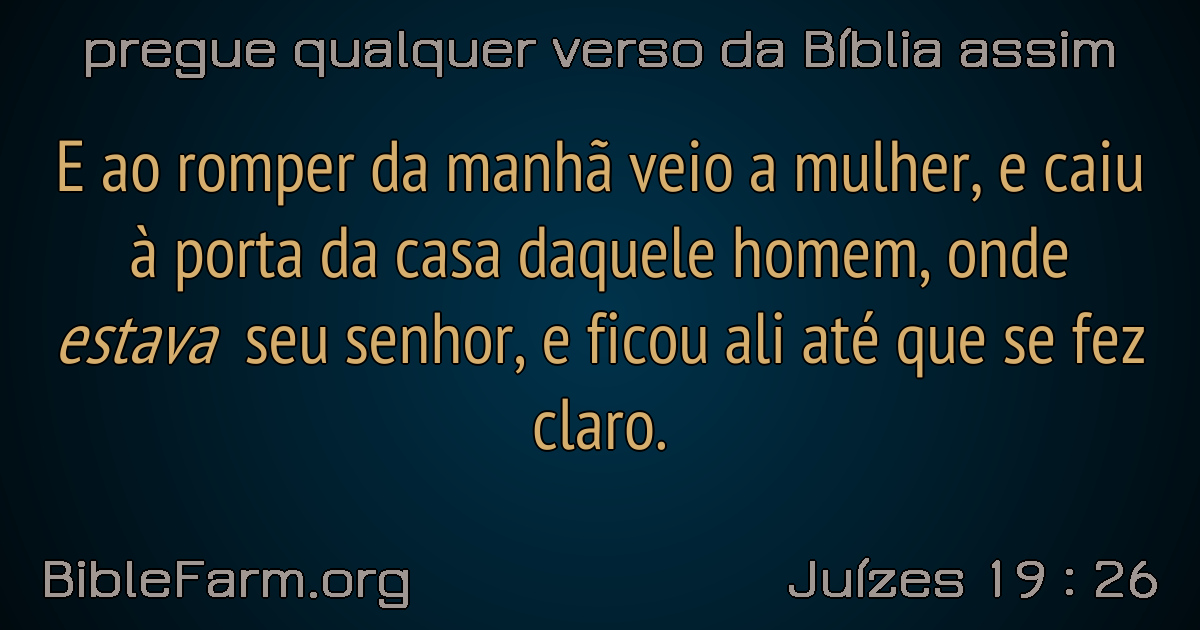 pregue qualquer verso da Bíblia assim
E ao romper da manhã veio a mulher, e caiu
à porta da casa daquele homem, onde
estava seu senhor, e ficou ali até que se fez
claro.
BibleFarm.org
Juízes 19 : 26